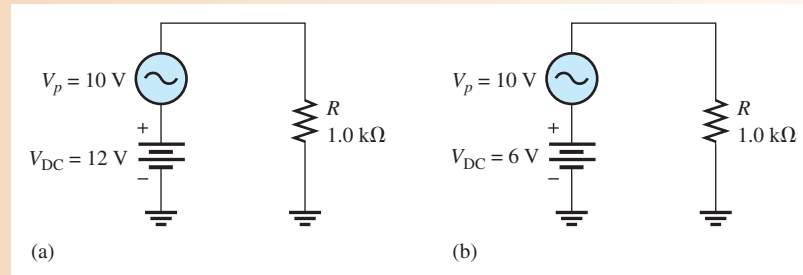 V_p = 10 V
R
1.0 kΩ
+
V_DC = 12 V
−
(a)
V_p = 10 V
R
1.0 kΩ
+
V_DC = 6 V
−
(b)